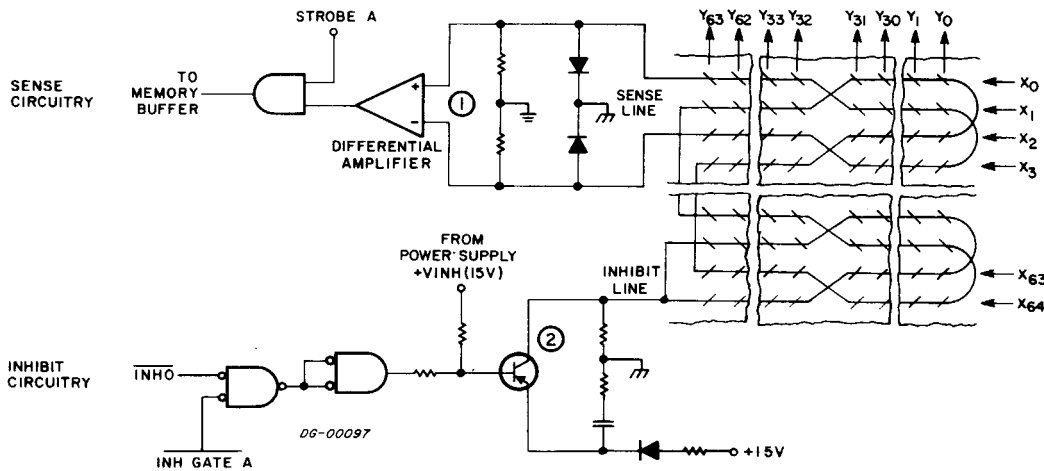 STROBE A
Y63 Y62 Y33 Y32 Y31 Y30 Y1 Y0
SENSE
CIRCUITRY
TO
MEMORY
BUFFER
+
-
1
DIFFERENTIAL
AMPLIFIER
SENSE
LINE
X0
X1
X2
X3
FROM
POWER SUPPLY
+VINH (15V)
INHIBIT
LINE
X63
X64
2
INHIBIT
CIRCUITRY
INH0
INH GATE A
DG-00097
+15V